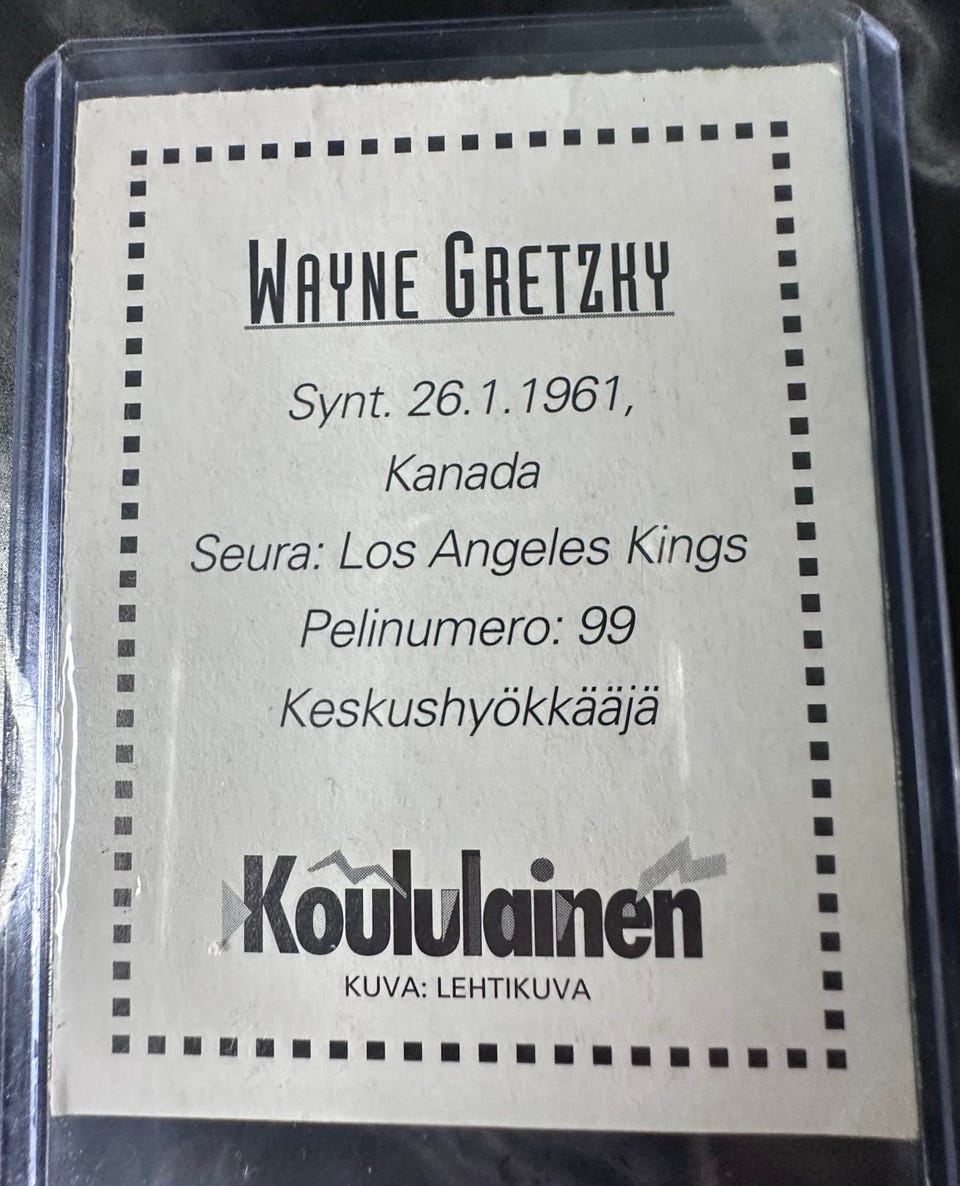 WAYNE GRETZKY
Synt. 26.1.1961,
Kanada
Seura: Los Angeles Kings
Pelinumero: 99
Keskushyökkääjä
Koululainen
KUVA: LEHTIKUVA